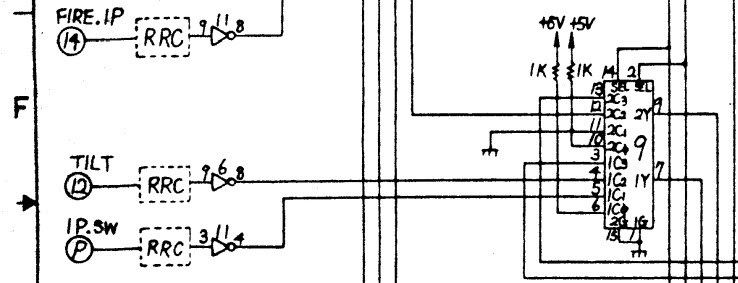 FIRE.1P
14
RRC
9 11 8
+5V +5V
1K 1K
14 2
F
13 2C3
12 2C2 2Y 9
11 2C1
10 2C0
9
TILT
12
RRC
9 6 8
3 1C3
4 1C2 1Y 7
5 1C1
6 1C0
2G 1G
15 1
1P.SW
P
RRC
3 11 4